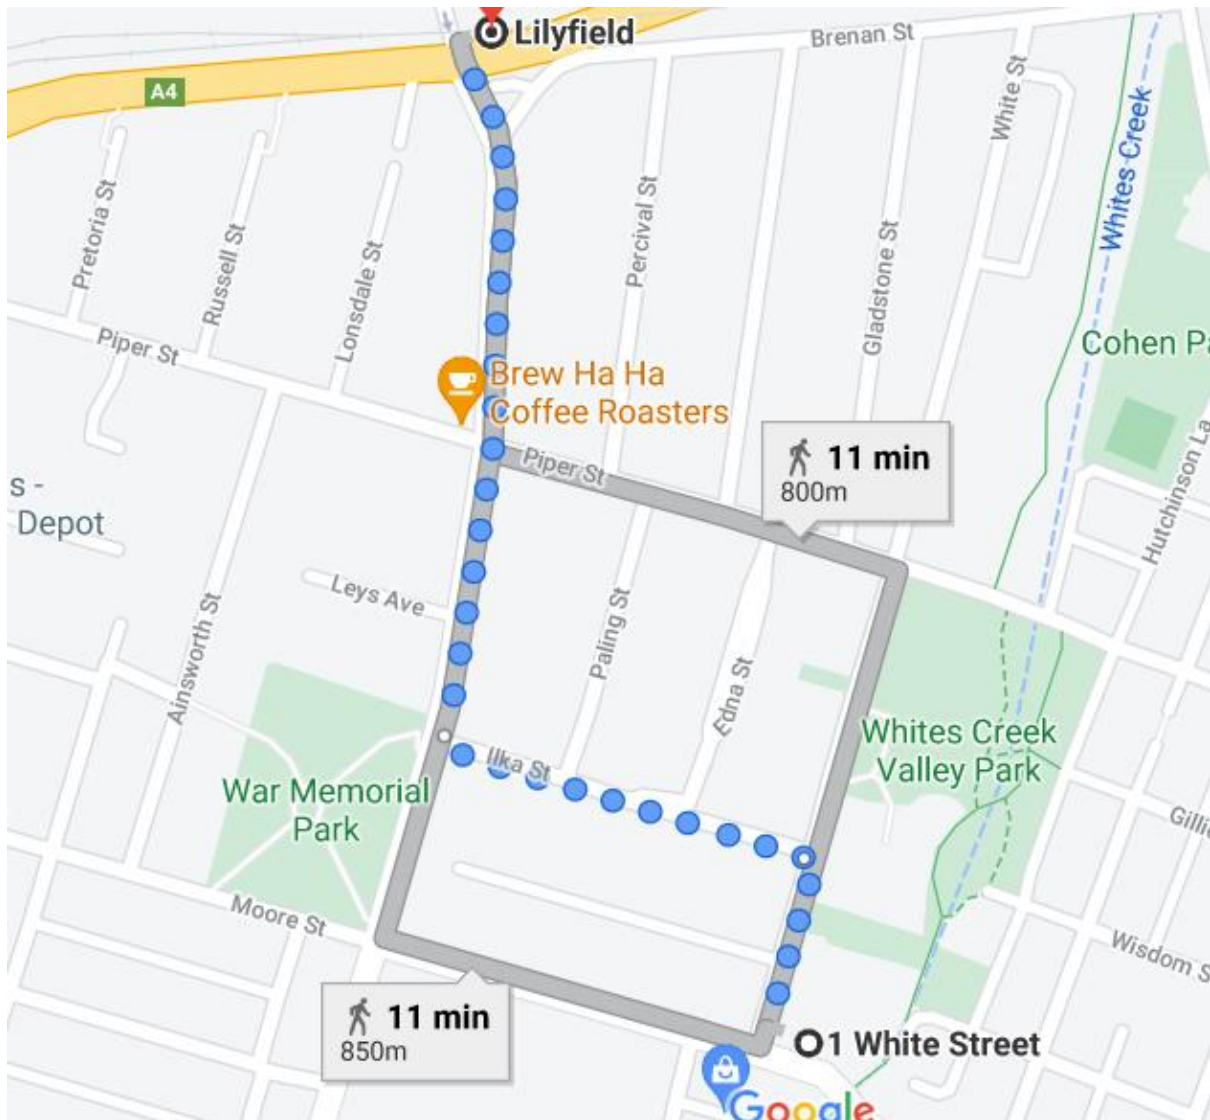 Lilyfield
Brenan St
A4
White St
Whites Creek
Pretoria St
Russell St
Lonsdale St
Percival St
Gladstone St
Piper St
Cohen Pa
Brew Ha Ha
Coffee Roasters
11 min
800m
Piper St
Hutchinson La
s -
Depot
Leys Ave
Ainsworth St
Paling St
Edna St
Whites Creek
Valley Park
Ilka St
War Memorial
Park
Gillie
Moore St
Wisdom S
11 min
850m
1 White Street
Google